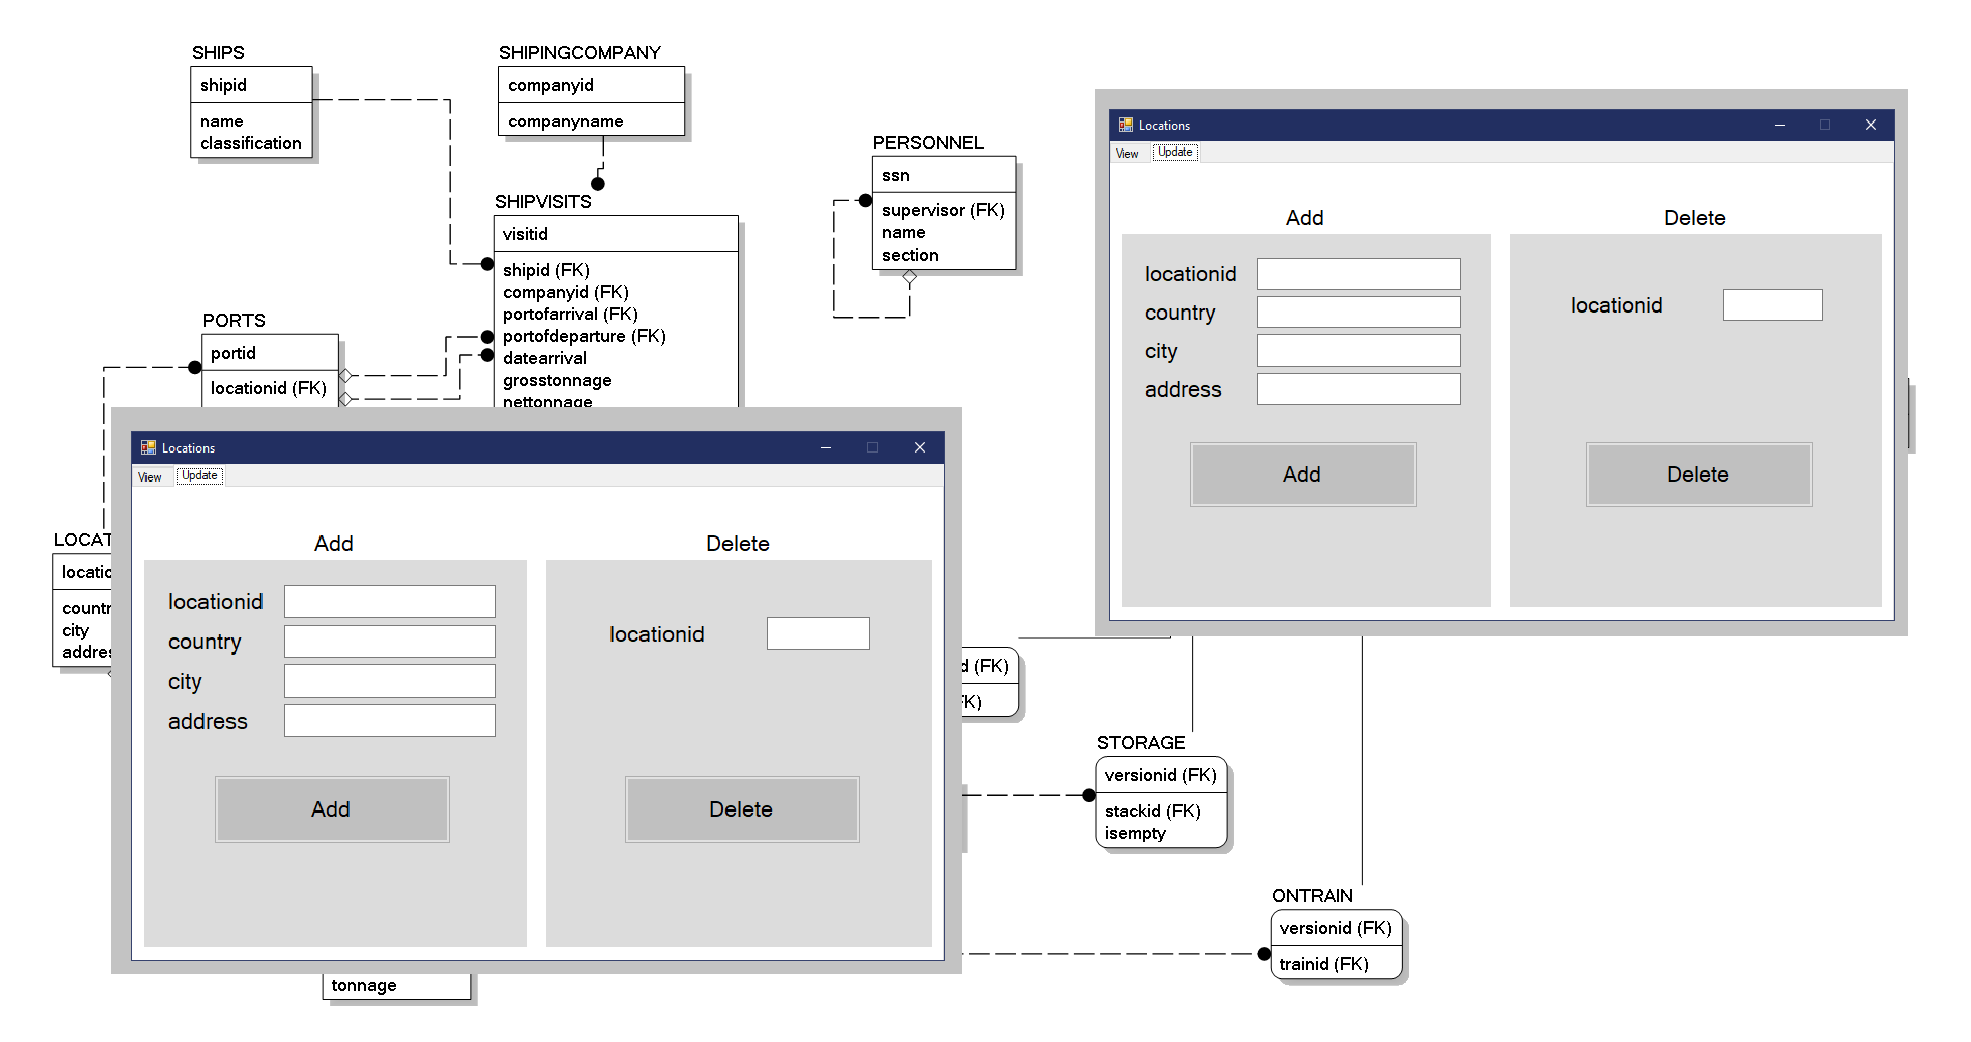 SHIPS
shipid
name
classification
SHIPINGCOMPANY
companyid
companyname
PERSONNEL
ssn
supervisor (FK)
name
section
SHIPVISITS
visitid
shipid (FK)
companyid (FK)
portofarrival (FK)
portofdeparture (FK)
datearrival
grosstonnage
nettonnage
PORTS
portid
locationid (FK)
Locations
View Update
Add Delete
locationid
country
city
address
locationid
Add Delete
LOCAT
locatio
countr
city
addres
Locations
View Update
Add Delete
locationid
country
city
address
locationid
Add Delete
(FK)
STORAGE
versionid (FK)
stackid (FK)
isempty
ONTRAIN
versionid (FK)
trainid (FK)
tonnage